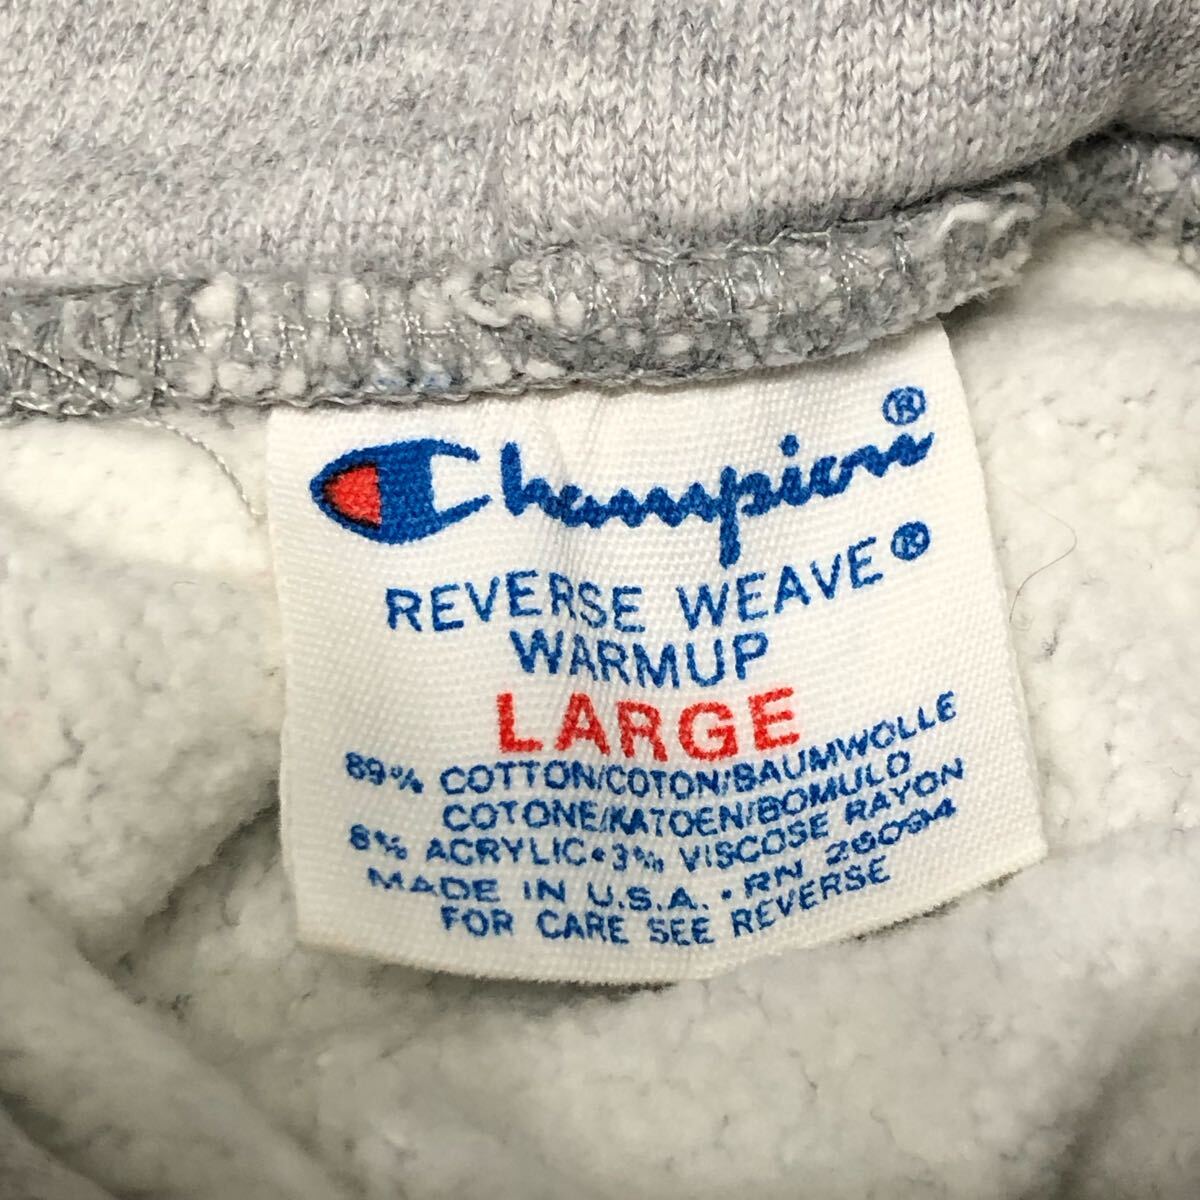 Champion®
REVERSE WEAVE®
WARMUP
LARGE
89% COTTON/COTON/BAUMWOLLE
COTONE/KATOEN/BOMULD
8% ACRYLIC•3% VISCOSE RAYON
MADE IN U.S.A. • RN 26094
FOR CARE SEE REVERSE